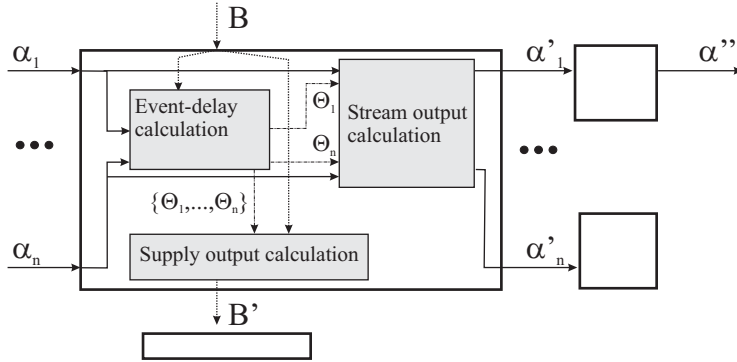 B
α₁
α'₁
α''
Event-delay
calculation
Θ₁
Stream output
calculation
Θₙ
{Θ₁,...,Θₙ}
αₙ
Supply output calculation
α'ₙ
B'